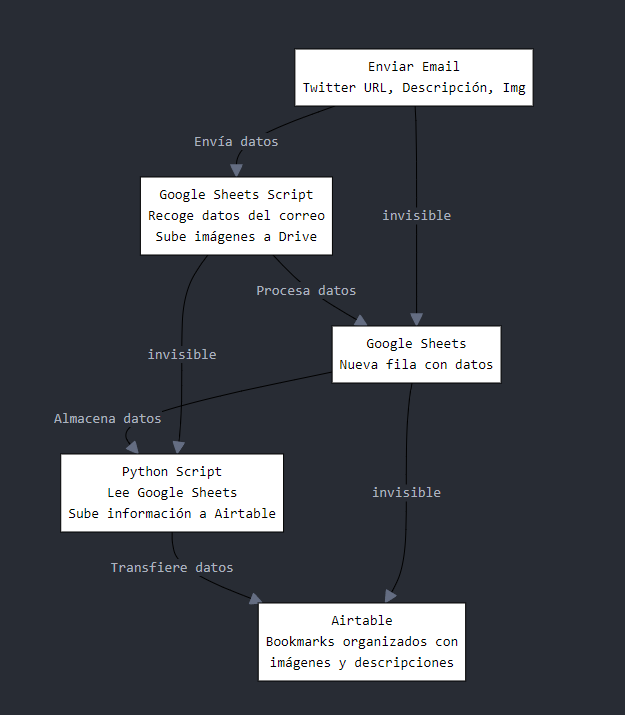 Enviar Email
Twitter URL, Descripción, Img
Envía datos
Google Sheets Script
Recoge datos del correo
Sube imágenes a Drive
invisible
Procesa datos
Google Sheets
Nueva fila con datos
invisible
Almacena datos
Python Script
Lee Google Sheets
Sube información a Airtable
invisible
Transfiere datos
Airtable
Bookmarks organizados con
imágenes y descripciones